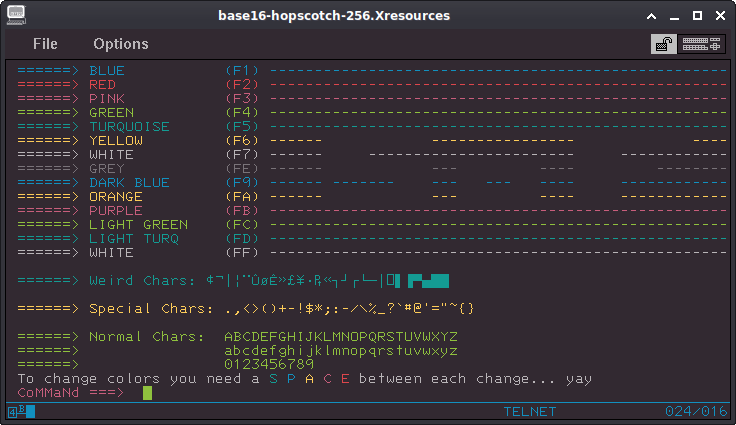 base16-hopscotch-256.Xresources
File Options
======> BLUE           (F1) ---------------------------------------------------
======> RED            (F2) ---------------------------------------------------
======> PINK           (F3) ---------------------------------------------------
======> GREEN          (F4) ---------------------------------------------------
======> TURQUOISE      (F5) ---------------------------------------------------
======> YELLOW         (F6) ------            ----------------             ----
======> WHITE          (F7) ------     -----------------------     ------------
======> GREY           (FE) ------            ---         ----      ---
======> DARK BLUE      (F9) ------ -------    ---   ---   ----      -----------
======> ORANGE         (FA) ------            ---         ----             ----
======> PURPLE         (FB) ---------------------------------------------------
======> LIGHT GREEN    (FC) ---------------------------------------------------
======> LIGHT TURQ     (FD) ---------------------------------------------------
======> WHITE          (FF) ---------------------------------------------------
======> Weird Chars: ¢¬|¦¨ÛøÊ»£¥·₧«┐┘┌└─│
======> Special Chars: .,<>()+-!$*;:-/\%_?`#@'="~{}
======> Normal Chars:  ABCDEFGHIJKLMNOPQRSTUVWXYZ
======>                abcdefghijklmnopqrstuvwxyz
======>                0123456789
To change colors you need a S P A C E between each change... yay
CoMMaNd ===>
4B TELNET 024/016